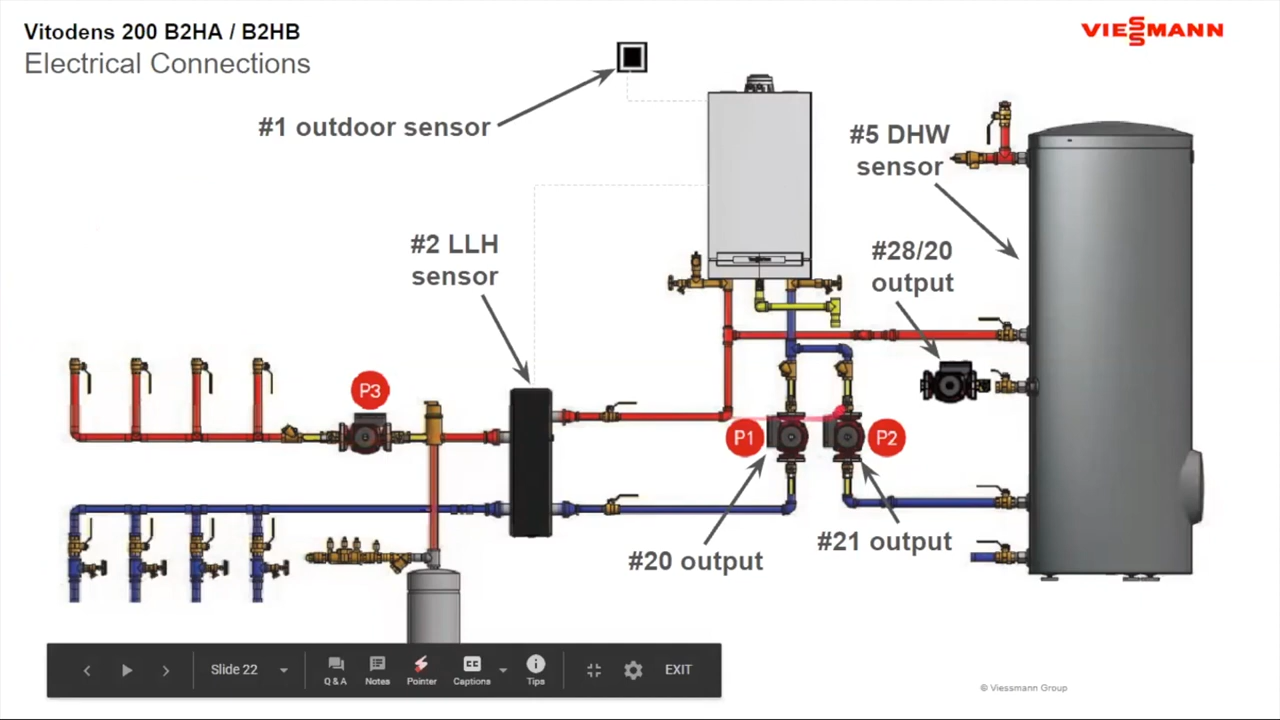 Vitodens 200 B2HA / B2HB
Electrical Connections
VIESSMANN
#1 outdoor sensor
#5 DHW
sensor
#2 LLH
sensor
#28/20
output
P3
P1
P2
#20 output
#21 output
Slide 22
Q & A
Notes
Pointer
CC
Captions
Tips
EXIT
© Viessmann Group